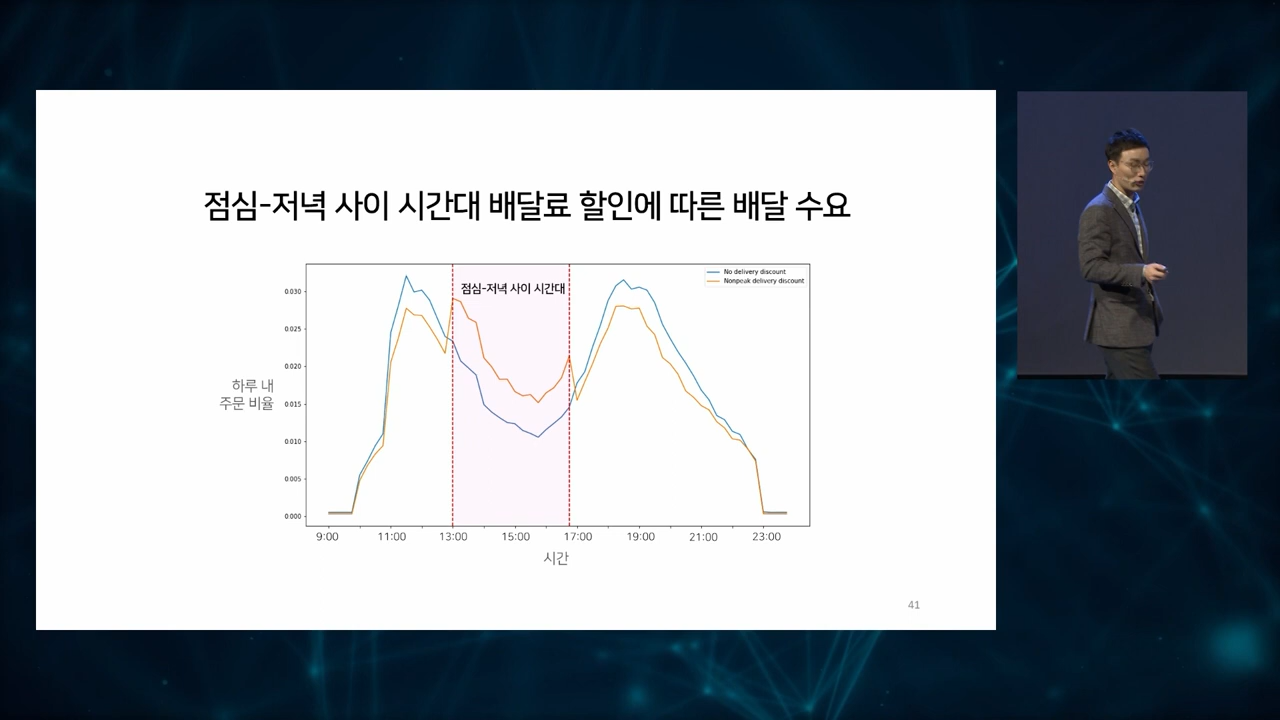 점심-저녁 사이 시간대 배달료 할인에 따른 배달 수요
No delivery discount
Nonpeak delivery discount
점심-저녁 사이 시간대
0.030
0.025
0.020
0.015
0.010
0.005
0.000
하루 내
주문 비율
9:00 11:00 13:00 15:00 17:00 19:00 21:00 23:00
시간
41